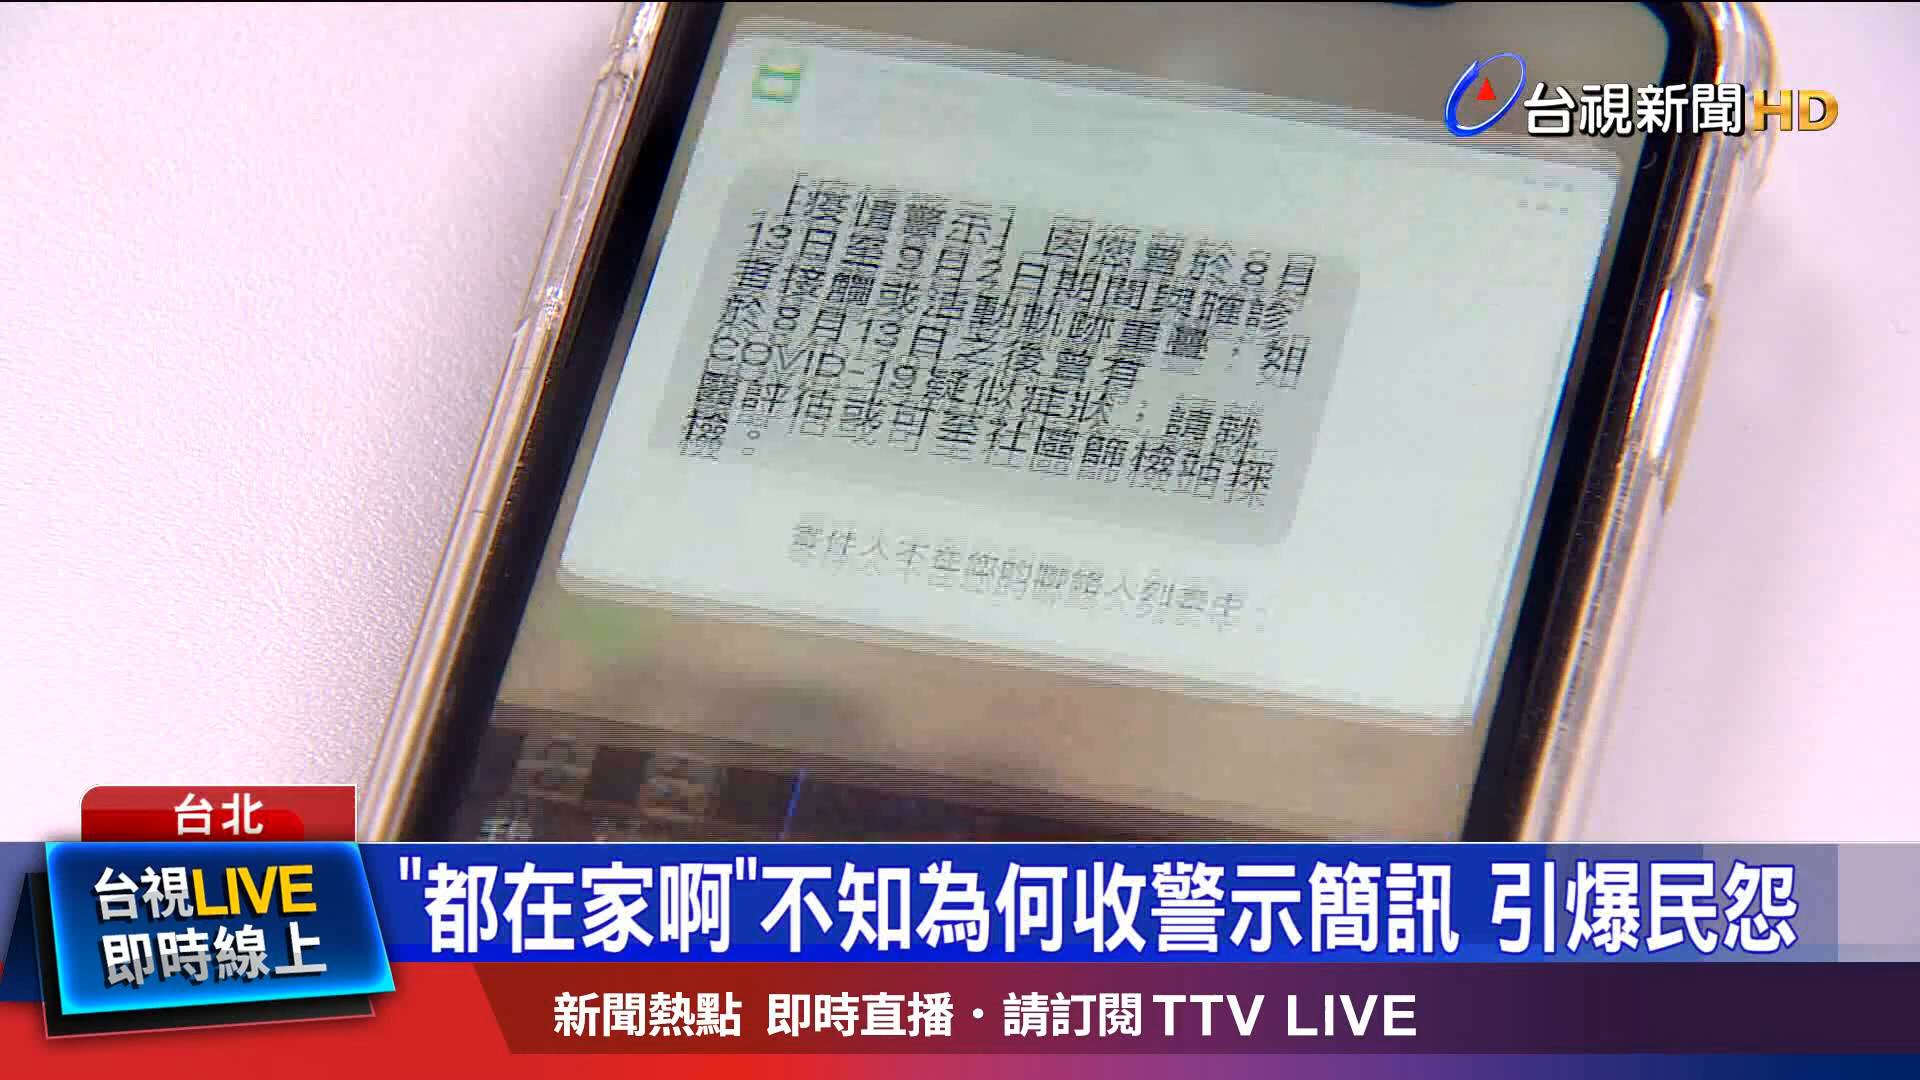 台視新聞HD
[疫情警示] 因您曾於8月
13日至9月2日期間與確診
者接觸或活動軌跡重疊，如
於8月13日之後曾有
COVID-19疑似症狀，請就
醫評估或可至社區篩檢站採
檢。
寄件人不在您的聯絡人列表中。
台北
台視LIVE
即時線上
"都在家啊"不知為何收警示簡訊 引爆民怨
新聞熱點 即時直播・請訂閱TTV LIVE